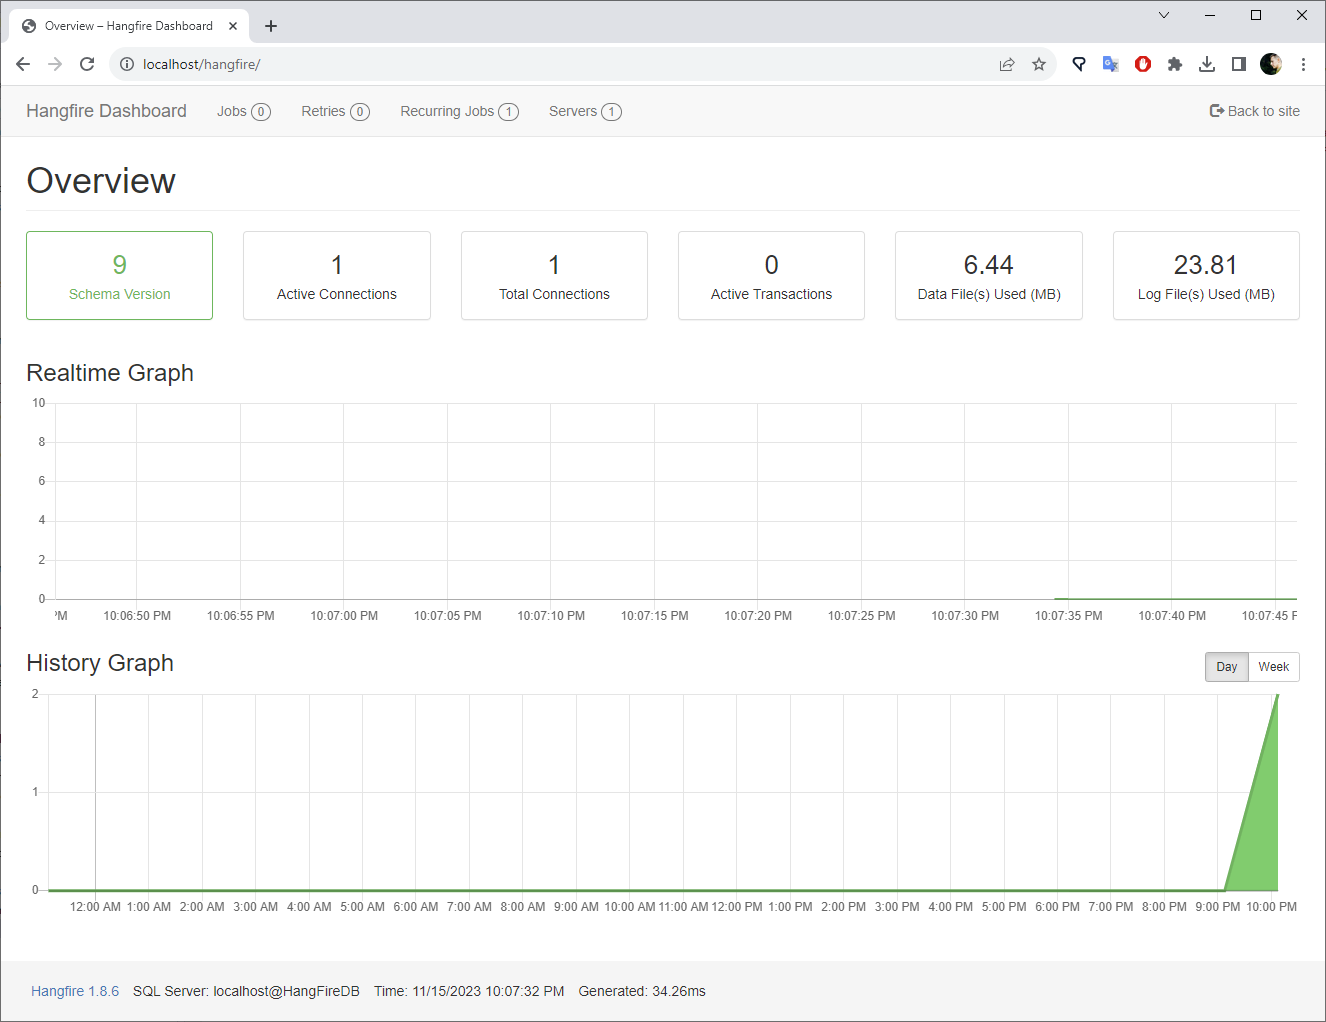 Overview – Hangfire Dashboard
localhost/hangfire/
Hangfire Dashboard Jobs 0 Retries 0 Recurring Jobs 1 Servers 1 Back to site
Overview
9
Schema Version
1
Active Connections
1
Total Connections
0
Active Transactions
6.44
Data File(s) Used (MB)
23.81
Log File(s) Used (MB)
Realtime Graph
10
8
6
4
2
0
PM 10:06:50 PM 10:06:55 PM 10:07:00 PM 10:07:05 PM 10:07:10 PM 10:07:15 PM 10:07:20 PM 10:07:25 PM 10:07:30 PM 10:07:35 PM 10:07:40 PM 10:07:45 P
History Graph
Day Week
2
1
0
12:00 AM 1:00 AM 2:00 AM 3:00 AM 4:00 AM 5:00 AM 6:00 AM 7:00 AM 8:00 AM 9:00 AM 10:00 AM 11:00 AM 12:00 PM 1:00 PM 2:00 PM 3:00 PM 4:00 PM 5:00 PM 6:00 PM 7:00 PM 8:00 PM 9:00 PM 10:00 PM
Hangfire 1.8.6 SQL Server: localhost@HangFireDB Time: 11/15/2023 10:07:32 PM Generated: 34.26ms